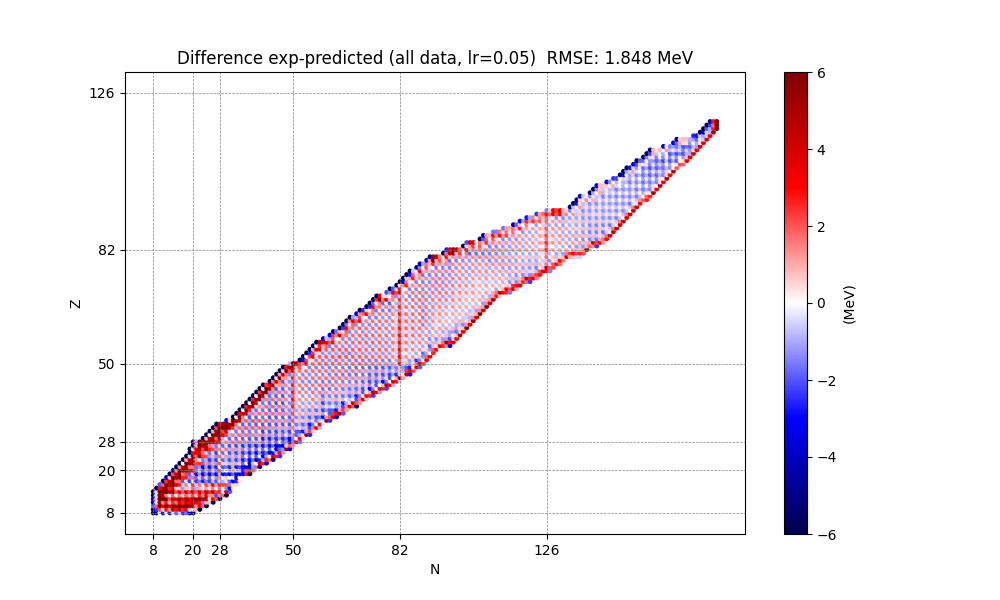 Difference exp-predicted (all data, lr=0.05)  RMSE: 1.848 MeV
126
82
50
28
20
8
Z
8 20 28 50 82 126
N
6
4
2
0
−2
−4
−6
(MeV)